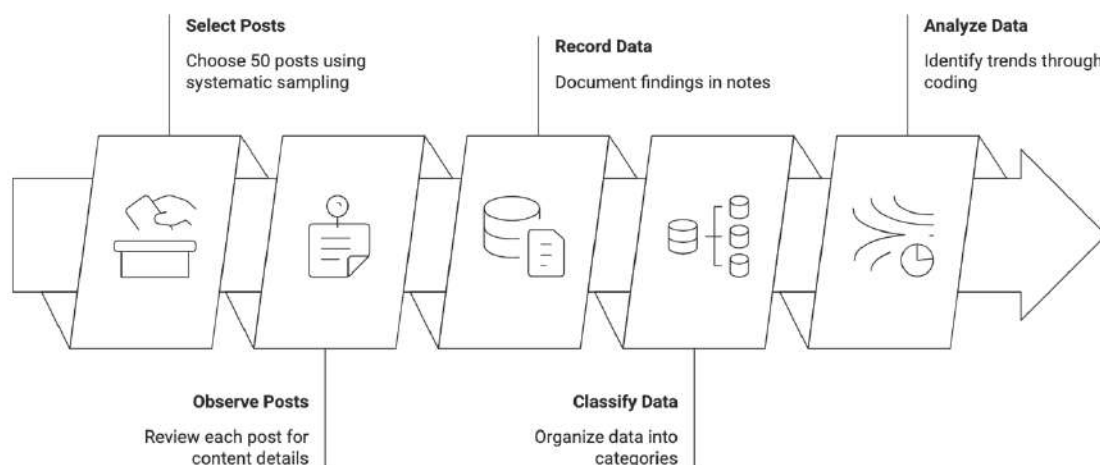 Select Posts
Choose 50 posts using
systematic sampling
Observe Posts
Review each post for
content details
Record Data
Document findings in notes
Classify Data
Organize data into
categories
Analyze Data
Identify trends through
coding